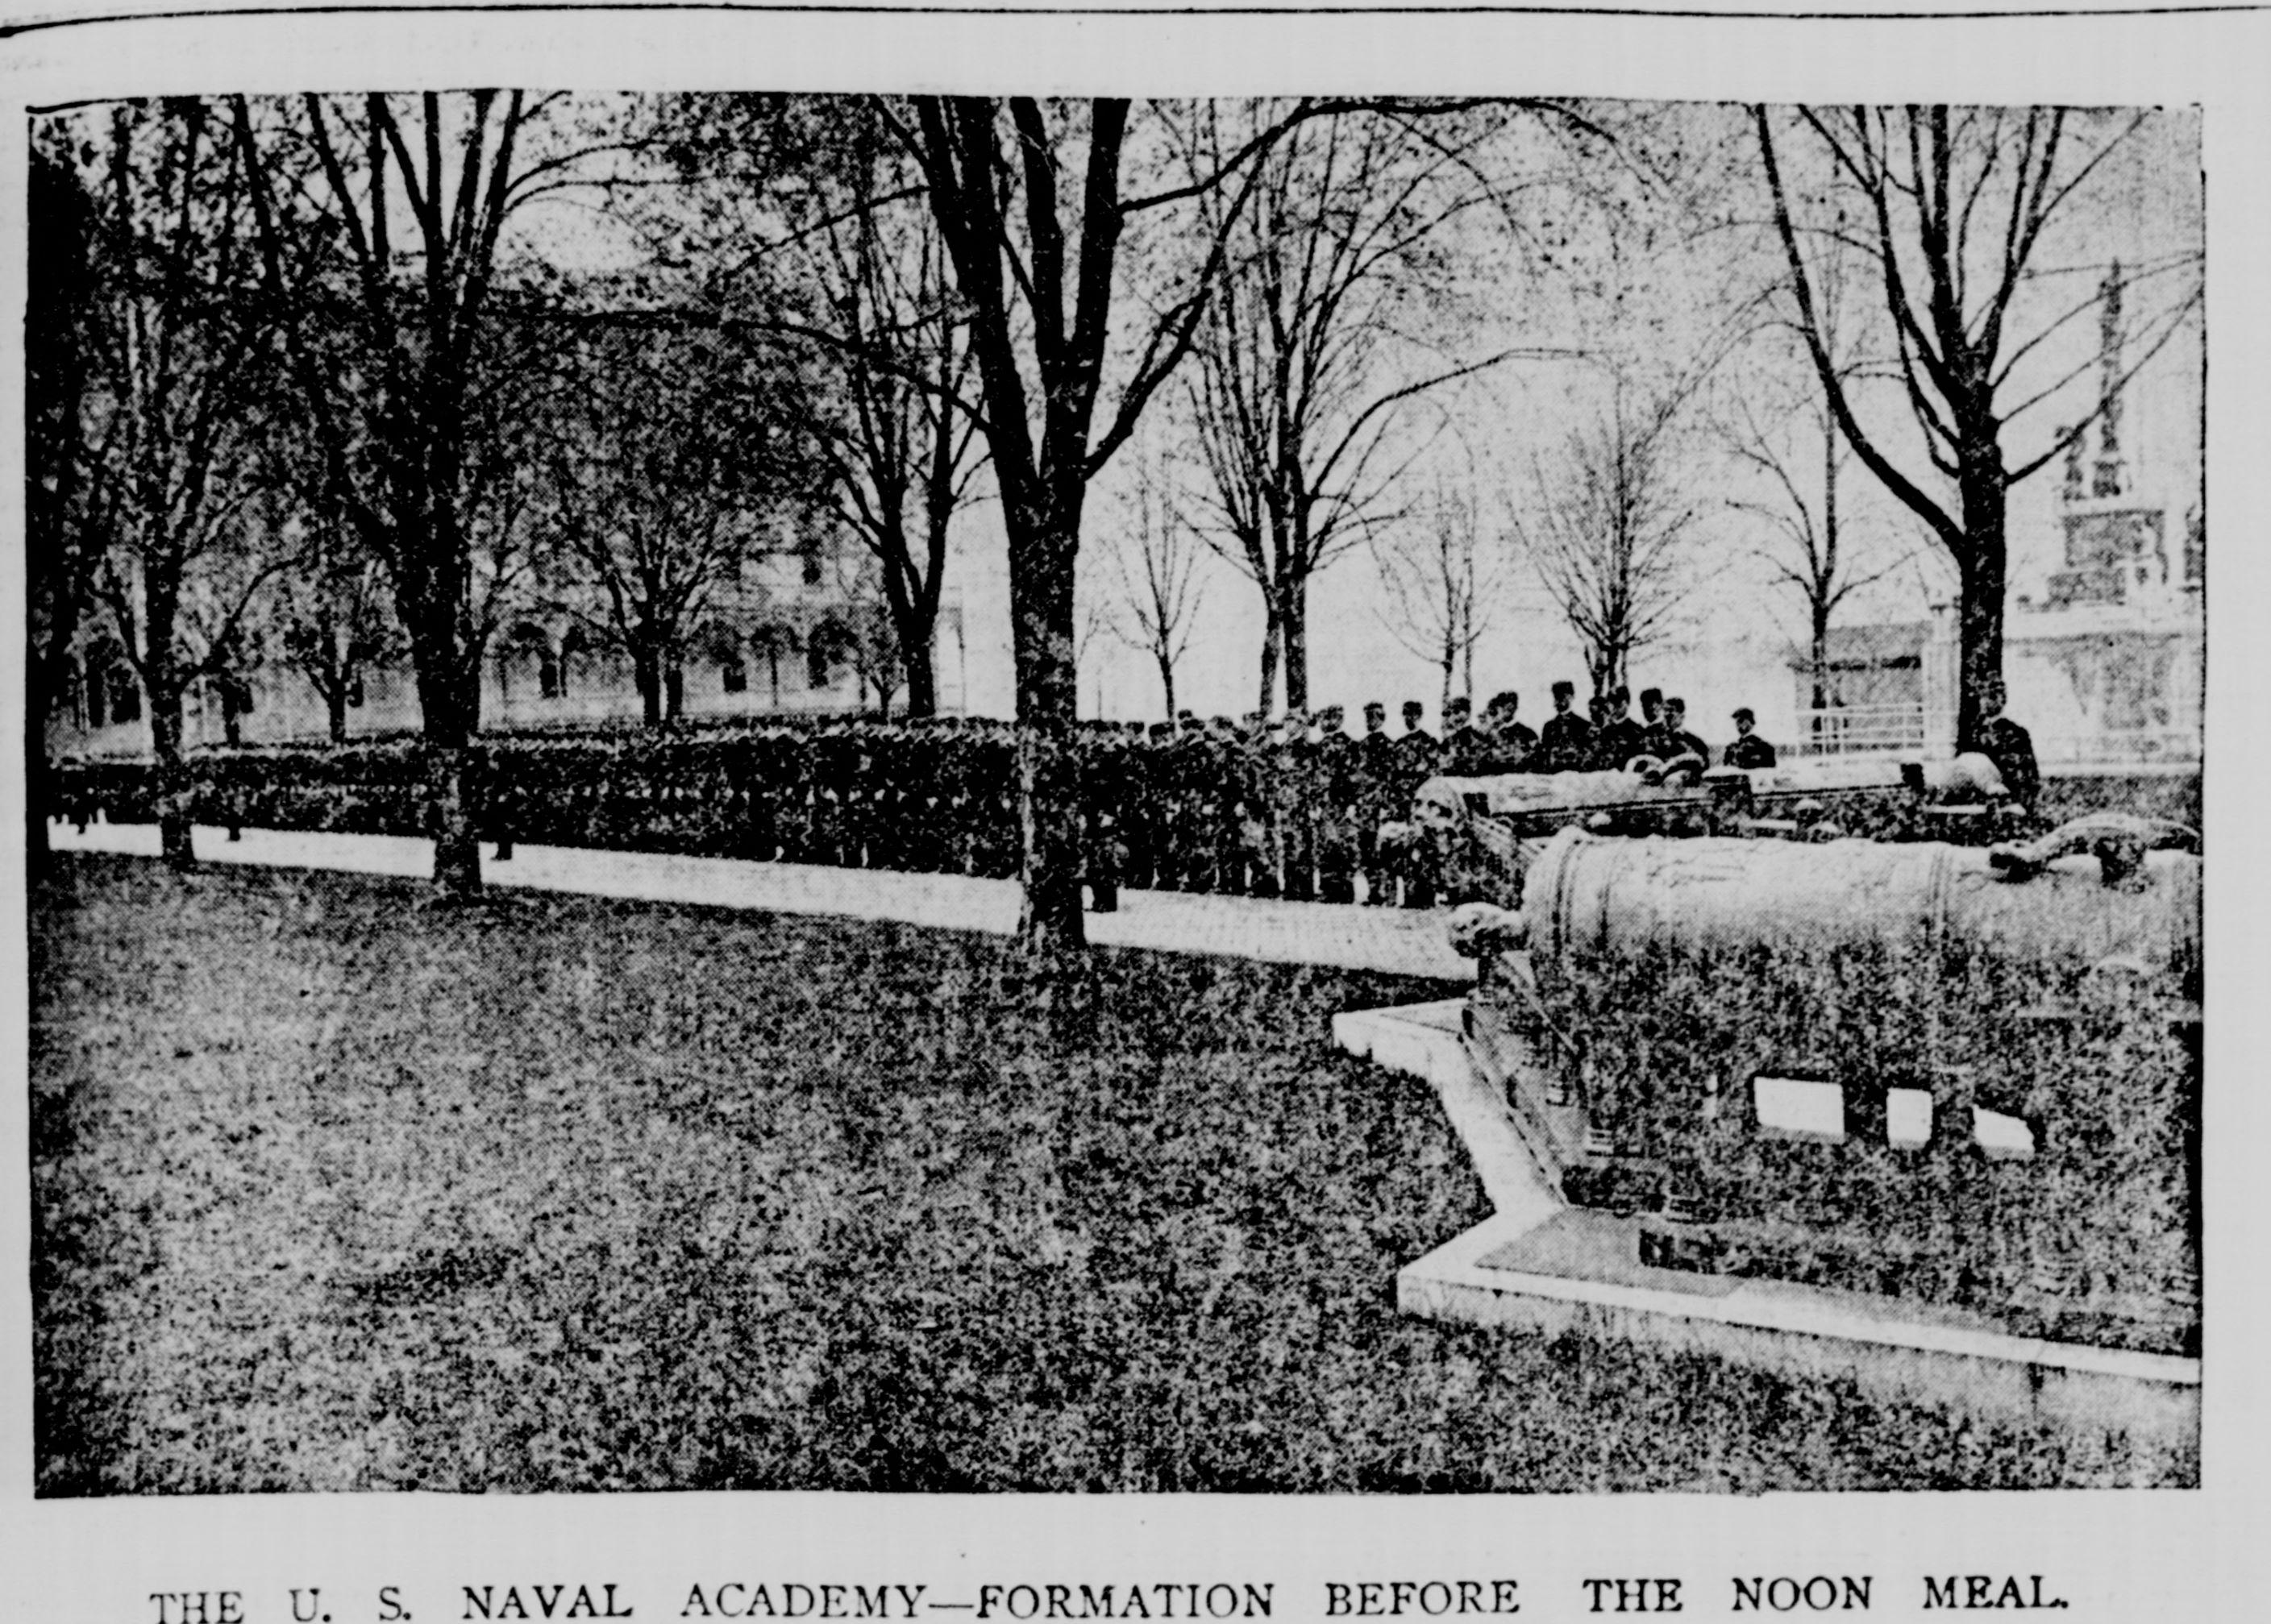 THE U. S. NAVAL ACADEMY—FORMATION BEFORE THE NOON MEAL.